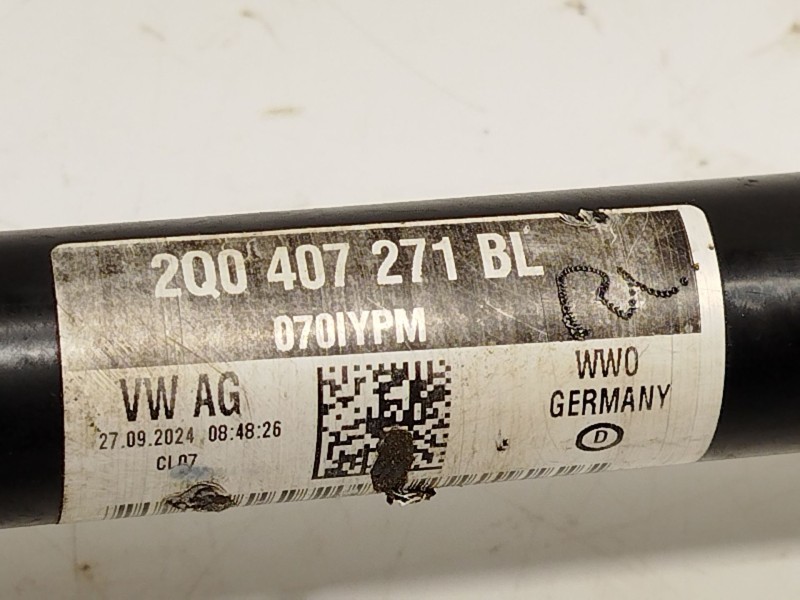 2Q0 407 271 BL
070IYPM
VW AG
27.09.2024 08:48:26
CL07
WWO
GERMANY
D